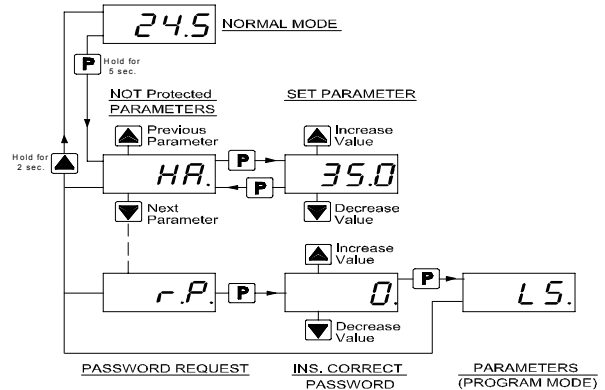 24.5 NORMAL MODE
P Hold for
5 sec.
NOT Protected
PARAMETERS
SET PARAMETER
Previous
Parameter
Increase
Value
Hold for
2 sec.
P
HA.
35.0
P
Next
Parameter
Decrease
Value
Increase
Value
r.P. P 0. P LS.
Decrease
Value
PASSWORD REQUEST
INS. CORRECT
PASSWORD
PARAMETERS
(PROGRAM MODE)